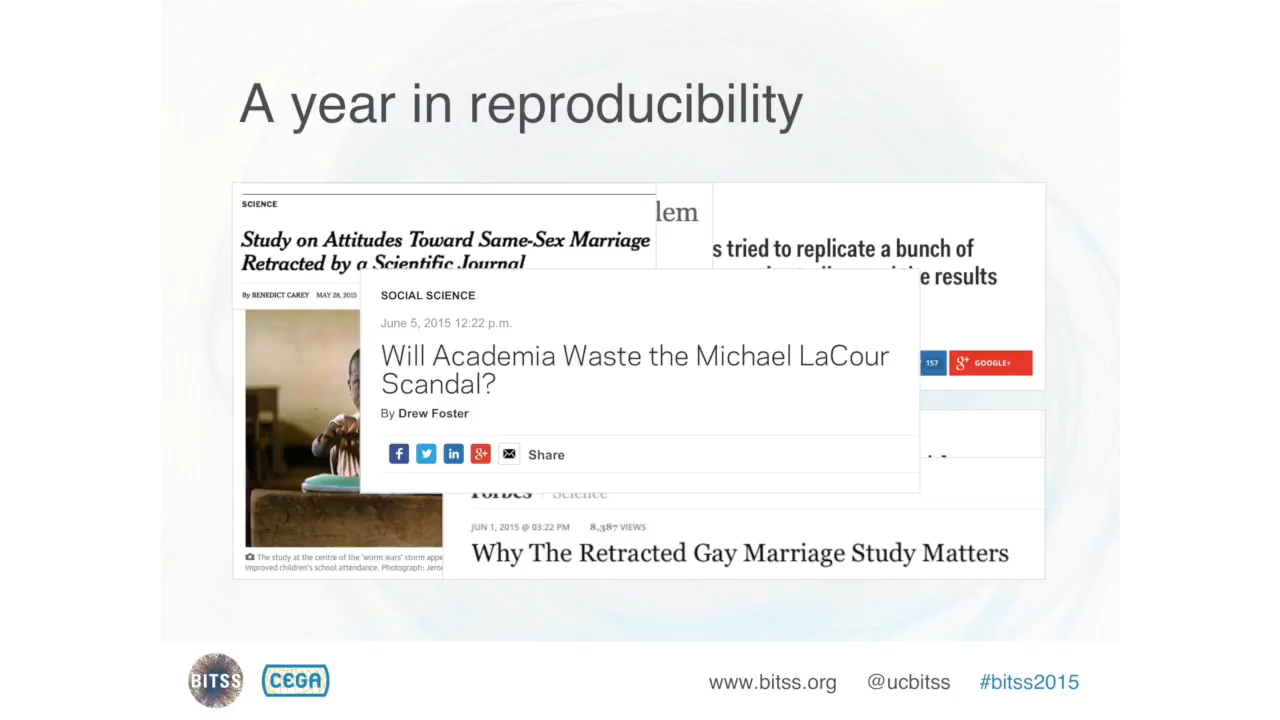 A year in reproducibility
SCIENCE
Study on Attitudes Toward Same-Sex Marriage
Retracted by a Scientific Journal
By BENEDICT CAREY MAY 28, 2015
lem
s tried to replicate a bunch of
the results
157
g+ GOOGLE+
SOCIAL SCIENCE
June 5, 2015 12:22 p.m.
Will Academia Waste the Michael LaCour
Scandal?
By Drew Foster
f in g+ Share
Forbes / Science
JUN 1, 2015 @ 03:22 PM 8,387 VIEWS
Why The Retracted Gay Marriage Study Matters
The study at the centre of the 'worm wars' storm appe
improved children's school attendance. Photograph: Jero
BITSS
CEGA
www.bitss.org @ucbitss #bitss2015